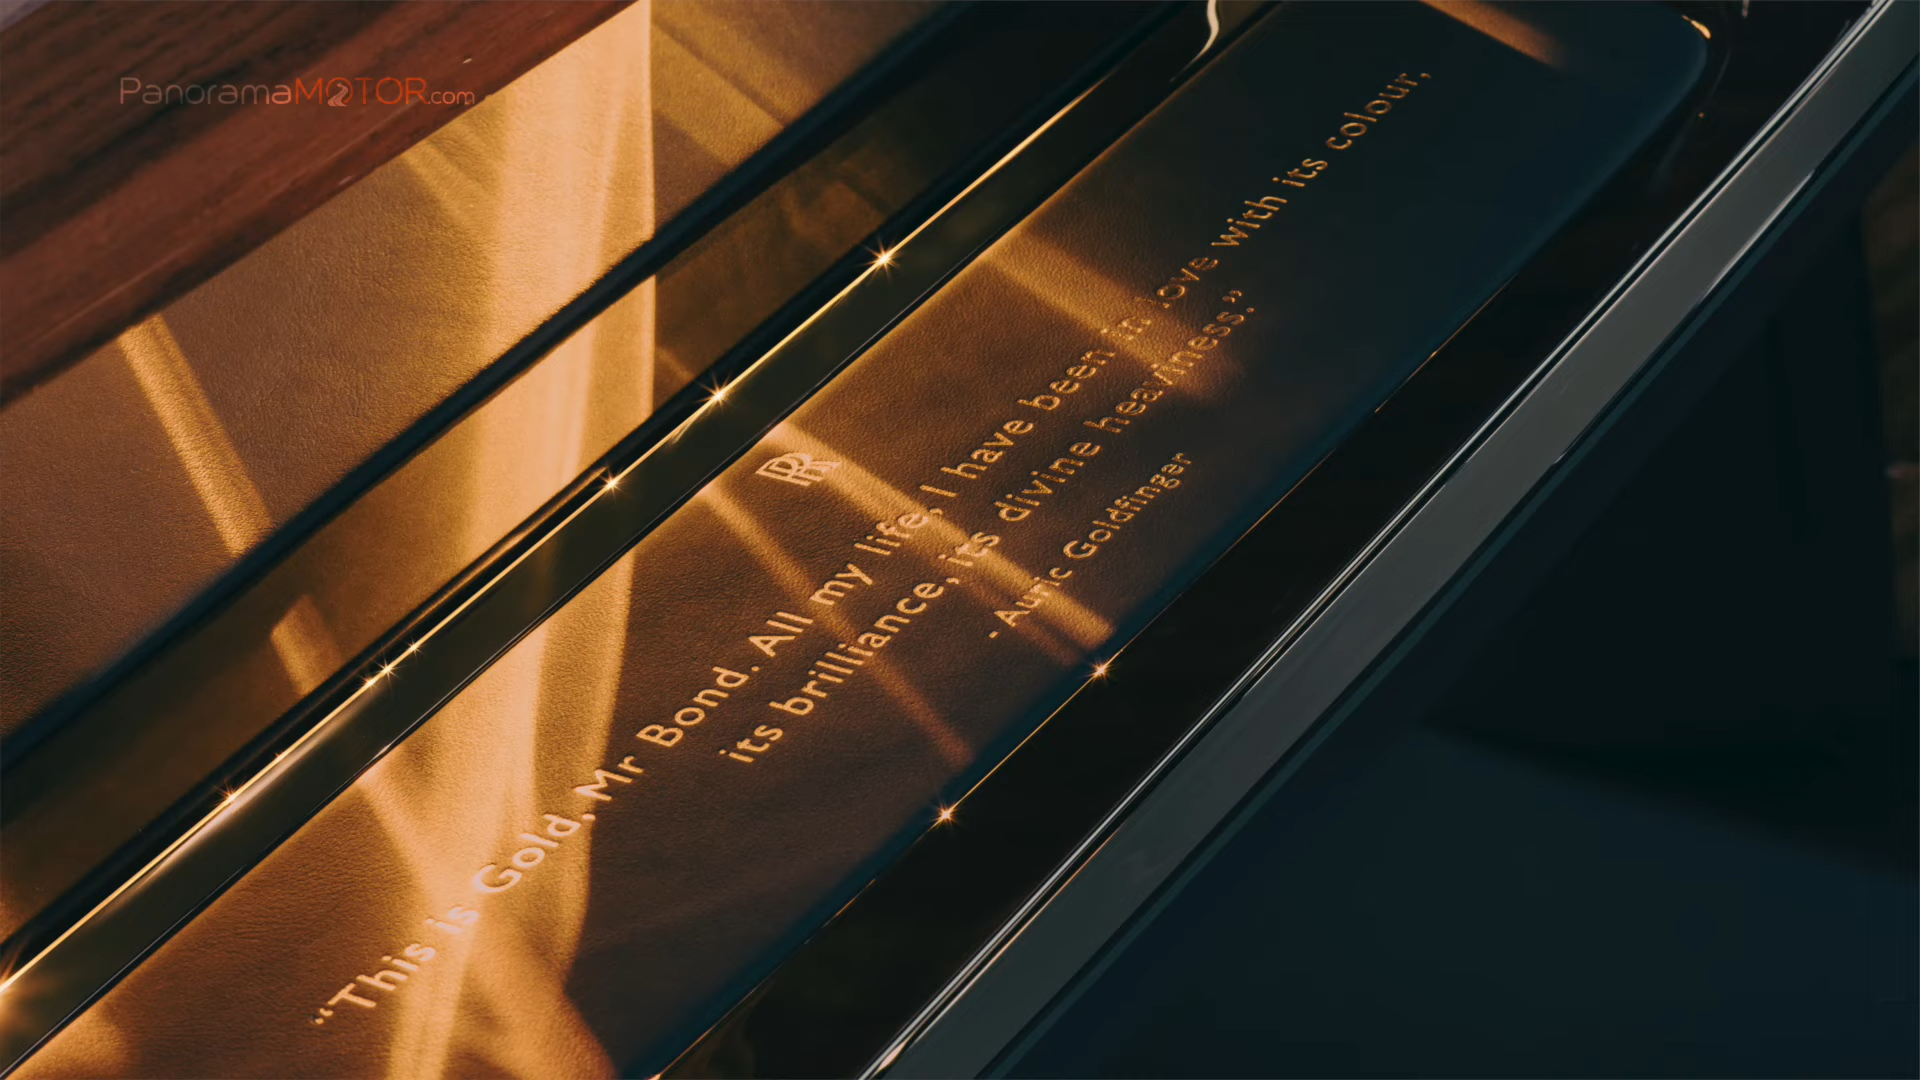 PanoramaMOTOR.com
RR
“This is Gold, Mr Bond. All my life, I have been in love with its colour,
its brilliance, its divine heaviness.”
- Auric Goldfinger